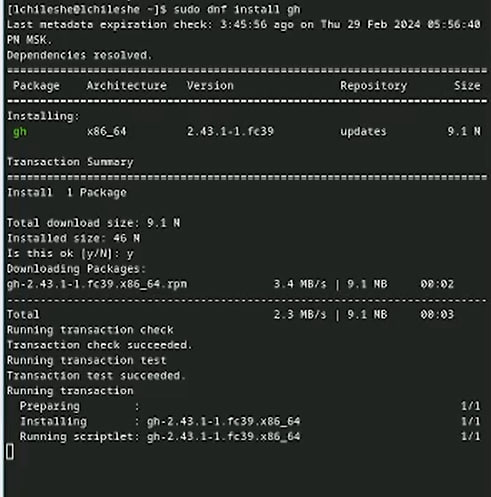 [lchileshe@lchileshe ~]$ sudo dnf install gh
Last metadata expiration check: 3:45:56 ago on Thu 29 Feb 2024 05:56:40
PM MSK.
Dependencies resolved.
================================================================================
Package Architecture Version Repository Size
================================================================================
Installing:
gh x86_64 2.43.1-1.fc39 updates 9.1 M
Transaction Summary
================================================================================
Install 1 Package
Total download size: 9.1 M
Installed size: 46 M
Is this ok [y/N]: y
Downloading Packages:
gh-2.43.1-1.fc39.x86_64.rpm 3.4 MB/s | 9.1 MB 00:02
--------------------------------------------------------------------------------
Total 2.3 MB/s | 9.1 MB 00:03
Running transaction check
Transaction check succeeded.
Running transaction test
Transaction test succeeded.
Running transaction
Preparing : 1/1
Installing : gh-2.43.1-1.fc39.x86_64 1/1
Running scriptlet: gh-2.43.1-1.fc39.x86_64 1/1